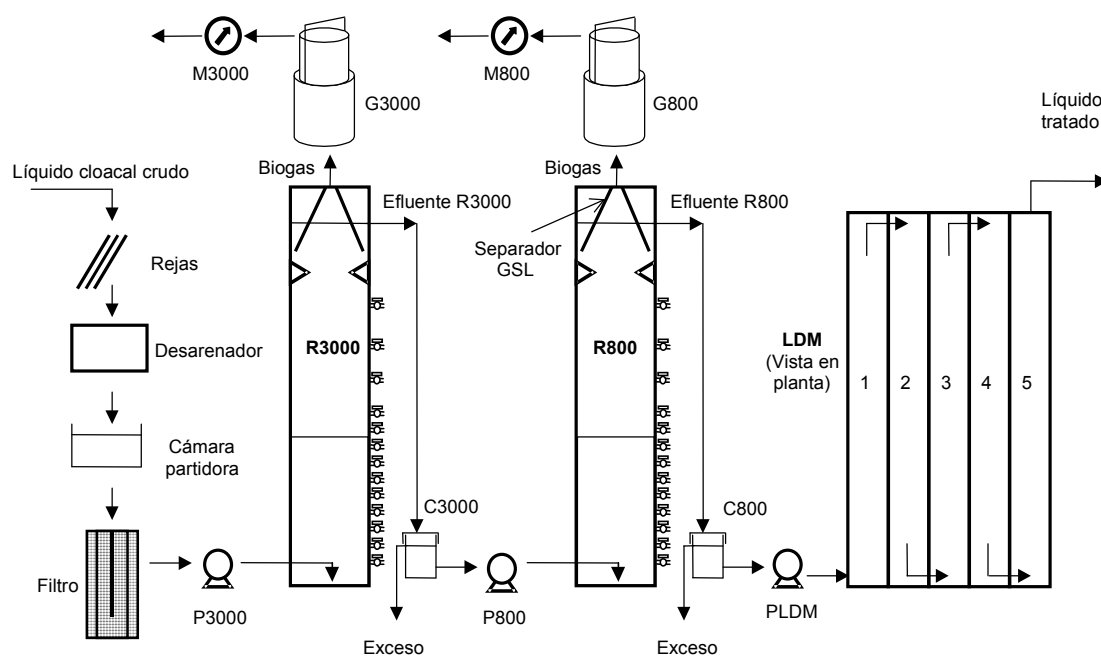 M3000
G3000
M800
G800
Líquido
tratado
Líquido cloacal crudo
Biogas
Efluente R3000
Biogas
Efluente R800
Separador
GSL
Rejas
Desarenador
R3000
R800
LDM
(Vista en
planta)
1
2
3
4
5
Cámara
partidora
C3000
C800
Filtro
P3000
P800
PLDM
Exceso
Exceso